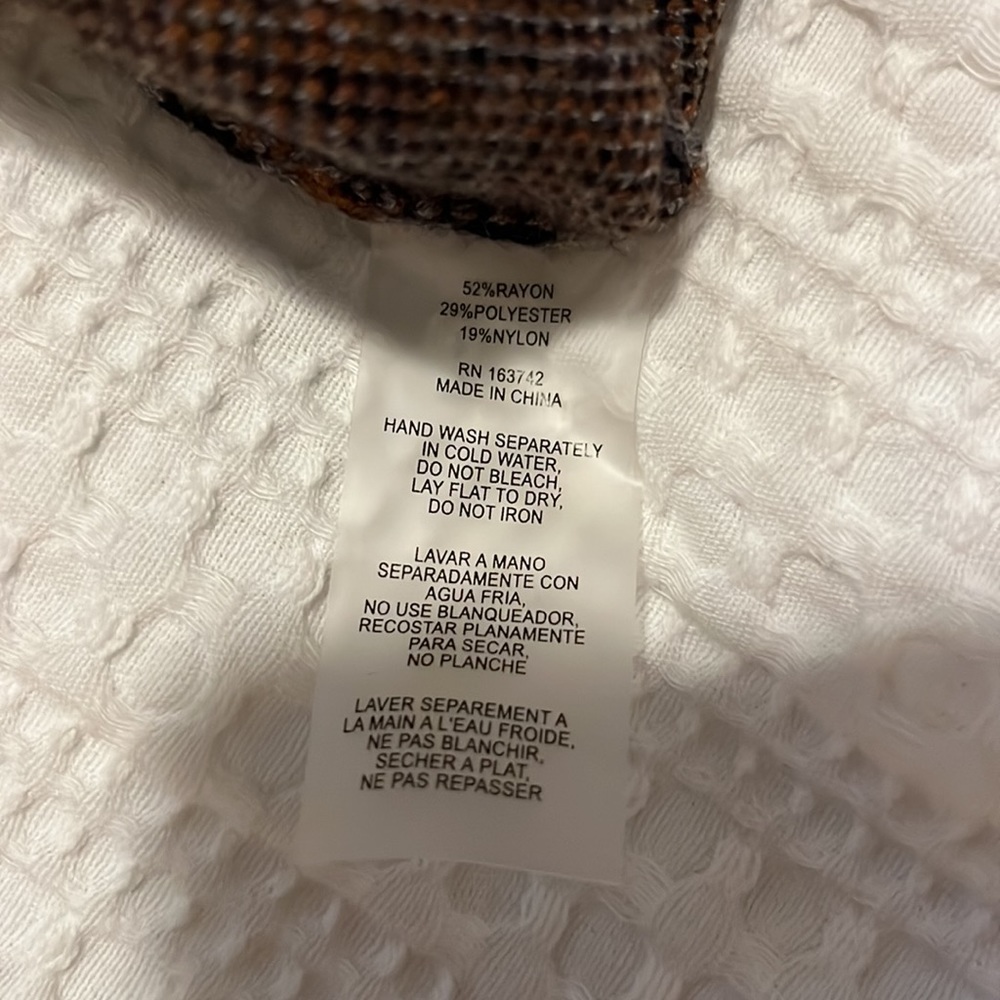 52%RAYON
29%POLYESTER
19%NYLON
RN 163742
MADE IN CHINA
HAND WASH SEPARATELY
IN COLD WATER,
DO NOT BLEACH,
LAY FLAT TO DRY,
DO NOT IRON
LAVAR A MANO
SEPARADAMENTE CON
AGUA FRIA,
NO USE BLANQUEADOR,
RECOSTAR PLANAMENTE
PARA SECAR,
NO PLANCHE
LAVER SEPAREMENT A
LA MAIN A L'EAU FROIDE,
NE PAS BLANCHIR,
SECHER A PLAT,
NE PAS REPASSER